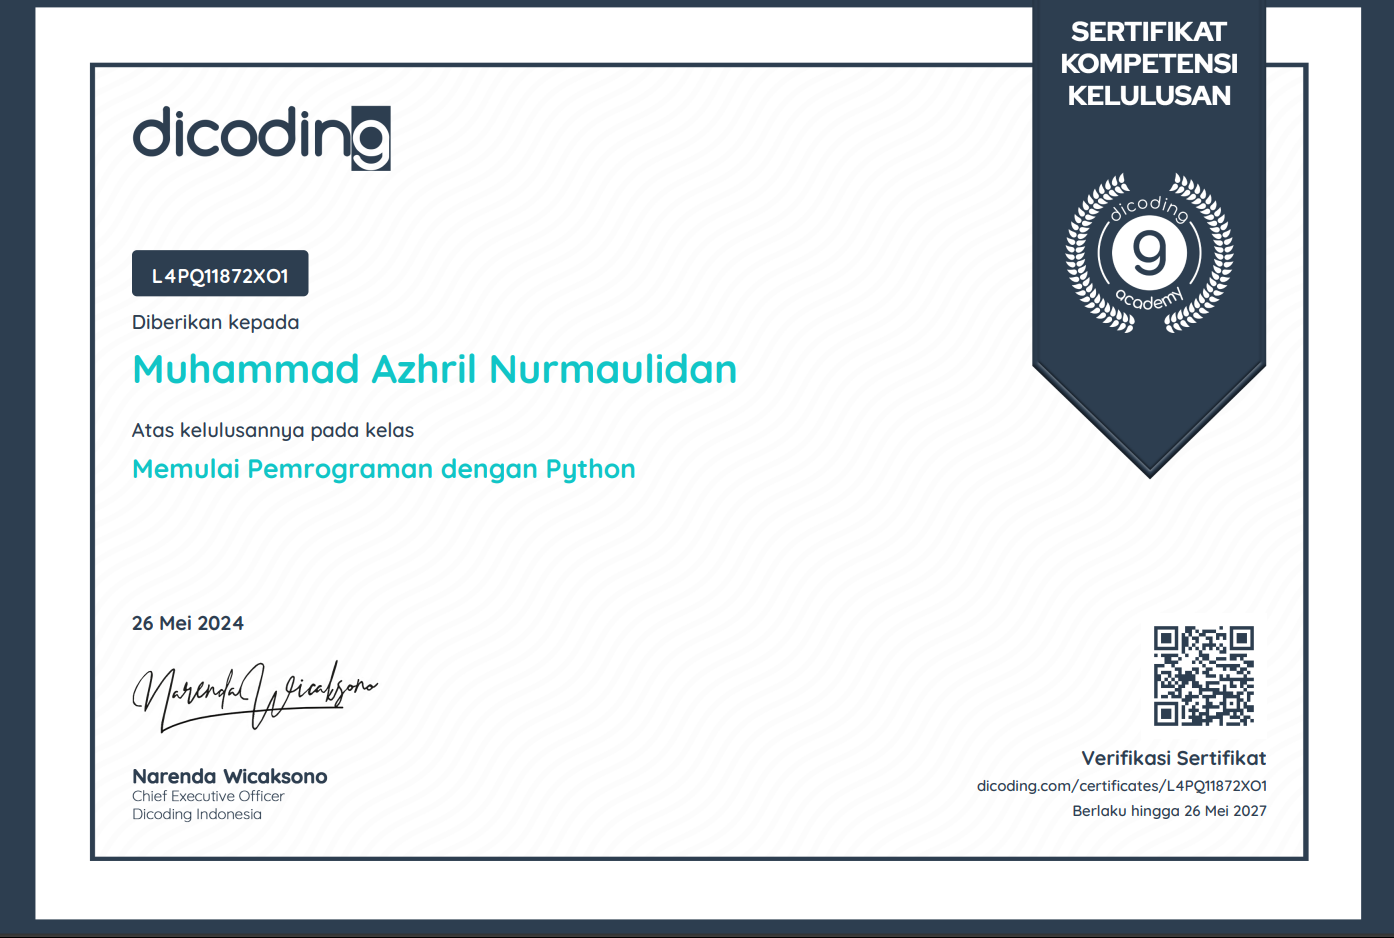 SERTIFIKAT
KOMPETENSI
KELULUSAN
dicoding
dicoding
g
academy
L4PQ11872XO1
Diberikan kepada
Muhammad Azhril Nurmaulidan
Atas kelulusannya pada kelas
Memulai Pemrograman dengan Python
26 Mei 2024
Narenda Wicaksono
Narenda Wicaksono
Chief Executive Officer
Dicoding Indonesia
Verifikasi Sertifikat
dicoding.com/certificates/L4PQ11872XO1
Berlaku hingga 26 Mei 2027